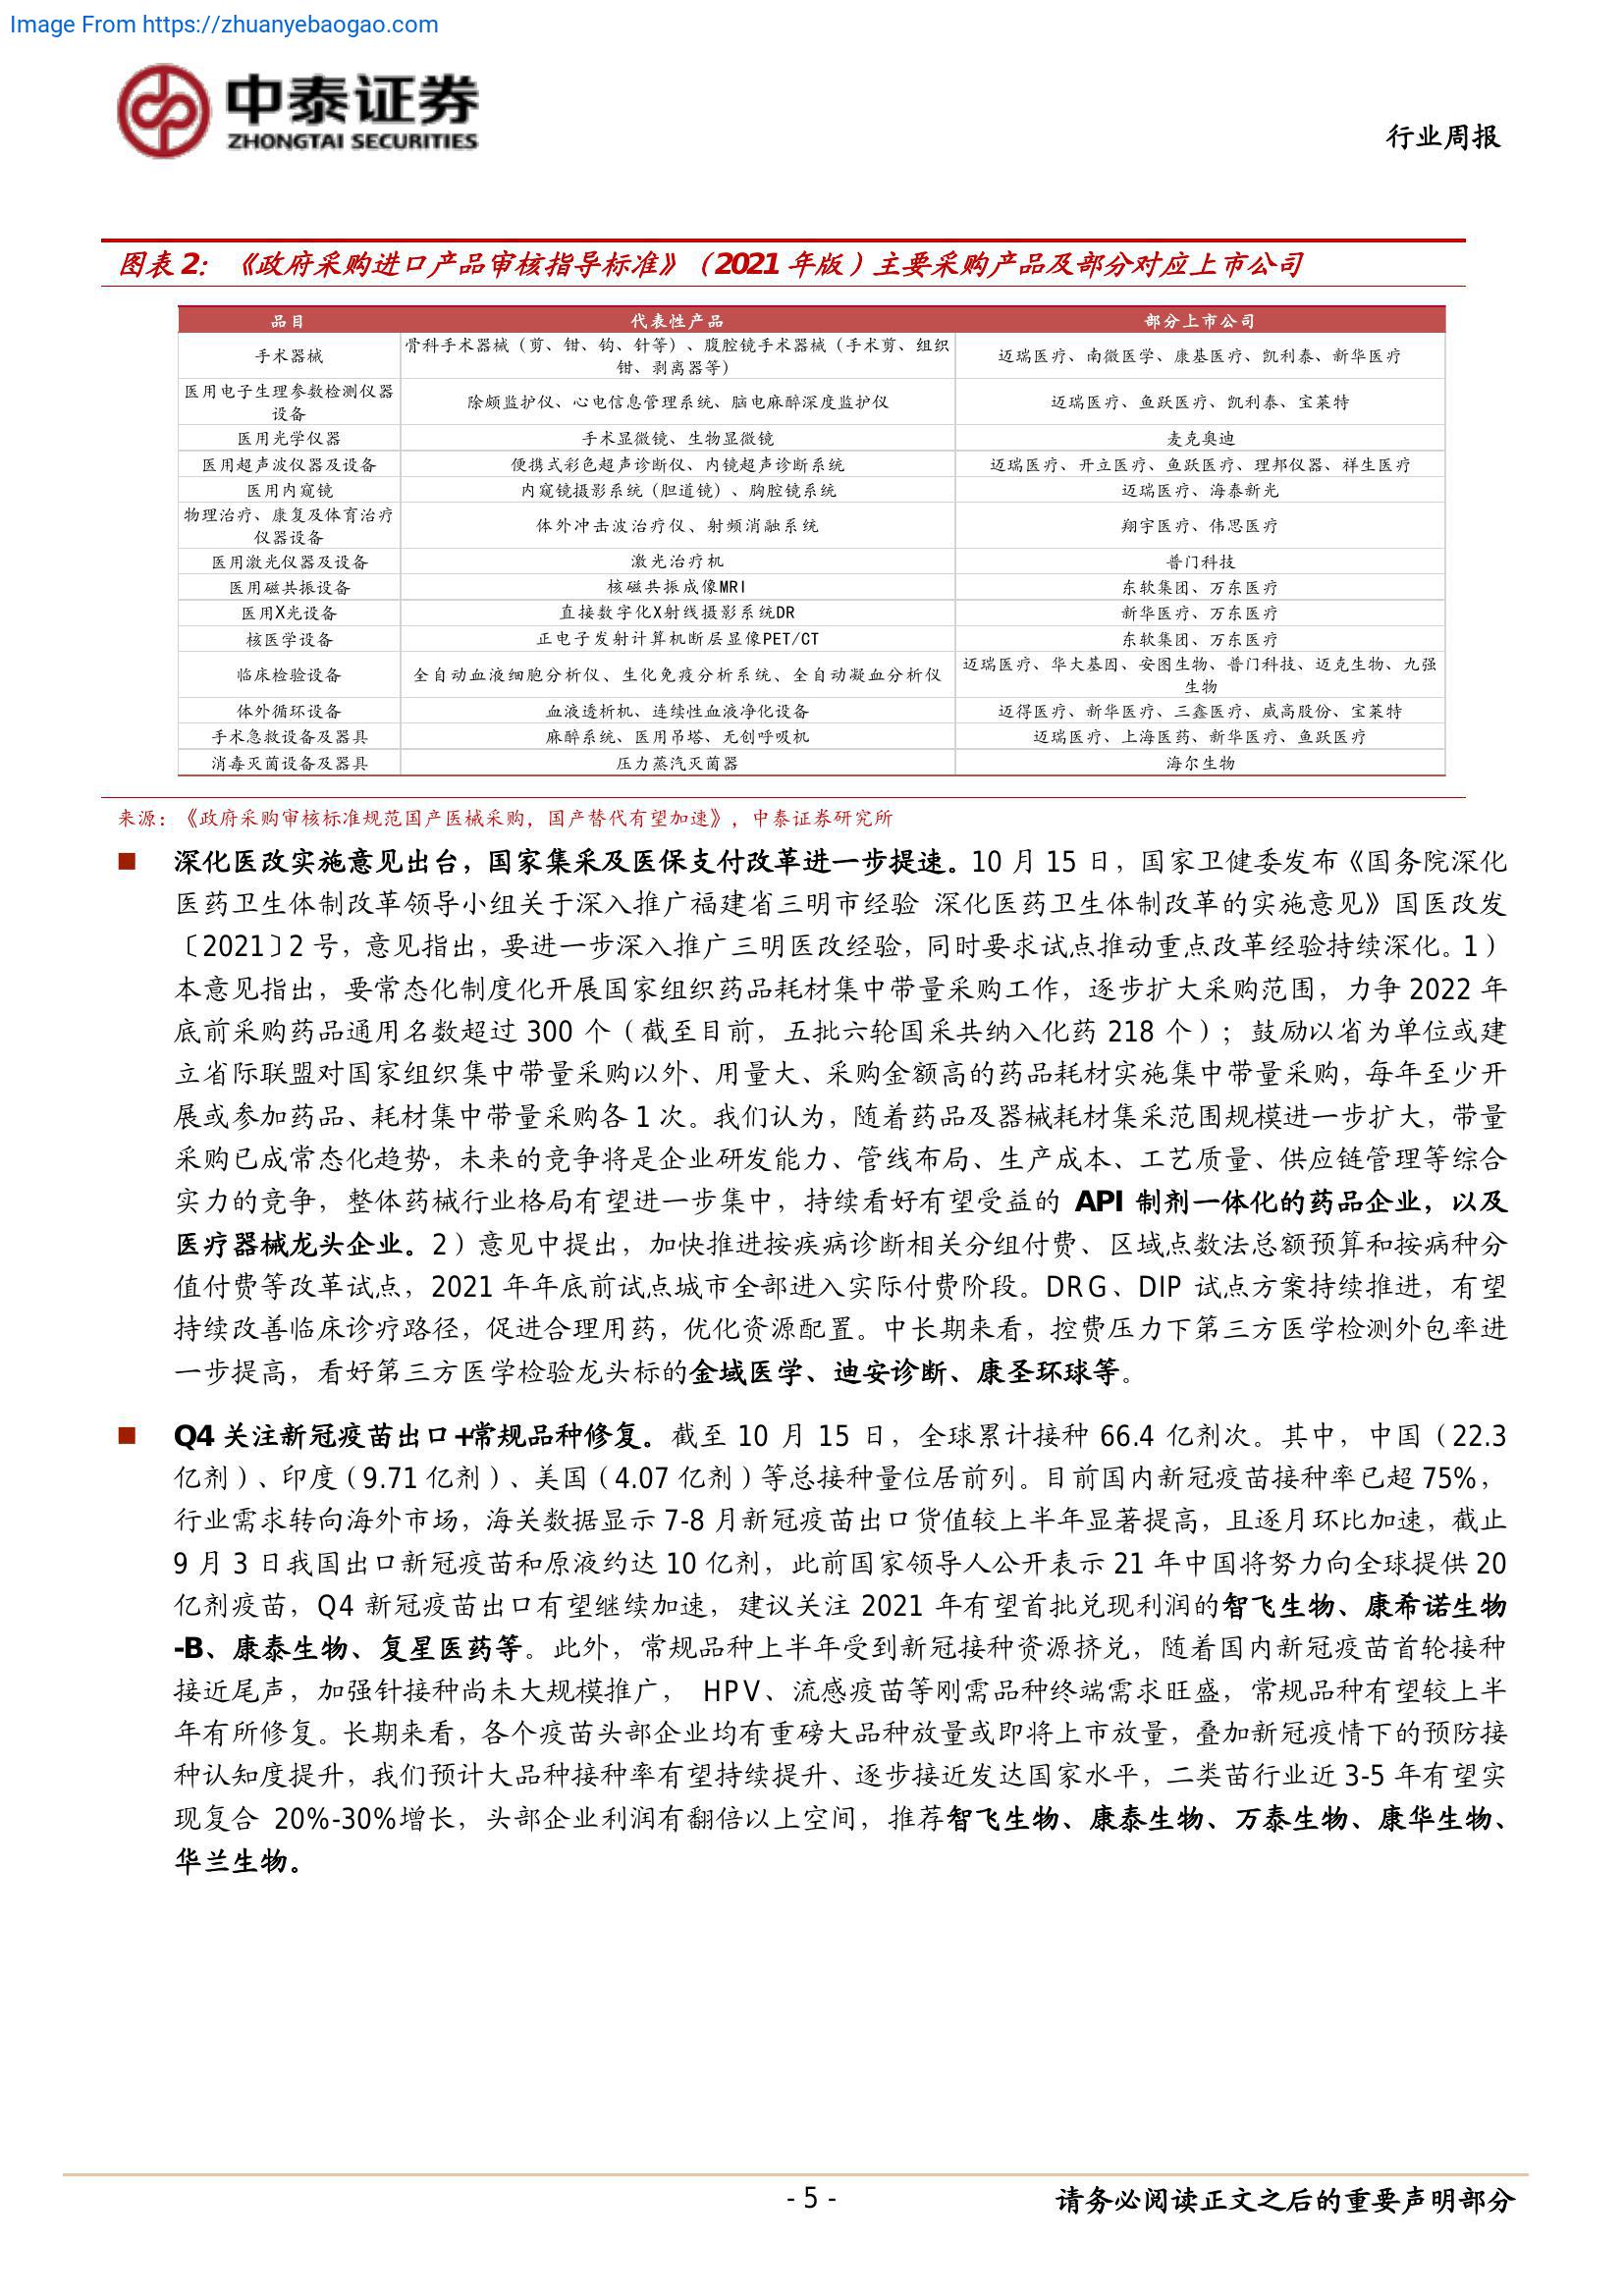 Image From https://zhuanyebaogao.com
中泰证券
ZHONGTAI SECURITIES
行业周报
图表 2：《政府采购进口产品审核指导标准》（2021 年版）主要采购产品及部分对应上市公司
品目 代表性产品 部分上市公司
手术器械 骨科手术器械（剪、钳、钩、针等）、腹腔镜手术器械（手术剪、组织钳、剥离器等） 迈瑞医疗、南微医学、康基医疗、凯利泰、新华医疗
医用电子生理参数检测仪器设备 除颤监护仪、心电信息管理系统、脑电麻醉深度监护仪 迈瑞医疗、鱼跃医疗、凯利泰、宝莱特
医用光学仪器 手术显微镜、生物显微镜 麦克奥迪
医用超声波仪器及设备 便携式彩色超声诊断仪、内镜超声诊断系统 迈瑞医疗、开立医疗、鱼跃医疗、理邦仪器、祥生医疗
医用内窥镜 内窥镜摄影系统（胆道镜）、胸腔镜系统 迈瑞医疗、海泰新光
物理治疗、康复及体育治疗仪器设备 体外冲击波治疗仪、射频消融系统 翔宇医疗、伟思医疗
医用激光仪器及设备 激光治疗机 普门科技
医用磁共振设备 核磁共振成像MRI 东软集团、万东医疗
医用X光设备 直接数字化X射线摄影系统DR 新华医疗、万东医疗
核医学设备 正电子发射计算机断层显像PET/CT 东软集团、万东医疗
临床检验设备 全自动血液细胞分析仪、生化免疫分析系统、全自动凝血分析仪 迈瑞医疗、华大基因、安图生物、普门科技、迈克生物、九强生物
体外循环设备 血液透析机、连续性血液净化设备 迈得医疗、新华医疗、三鑫医疗、威高股份、宝莱特
手术急救设备及器具 麻醉系统、医用吊塔、无创呼吸机 迈瑞医疗、上海医药、新华医疗、鱼跃医疗
消毒灭菌设备及器具 压力蒸汽灭菌器 海尔生物
来源：《政府采购审核标准规范国产医械采购，国产替代有望加速》，中泰证券研究所
■ 深化医改实施意见出台，国家集采及医保支付改革进一步提速。10 月 15 日，国家卫健委发布《国务院深化
医药卫生体制改革领导小组关于深入推广福建省三明市经验 深化医药卫生体制改革的实施意见》国医改发
〔2021〕2 号，意见指出，要进一步深入推广三明医改经验，同时要求试点推动重点改革经验持续深化。1）
本意见指出，要常态化制度化开展国家组织药品耗材集中带量采购工作，逐步扩大采购范围，力争 2022 年
底前采购药品通用名数超过 300 个（截至目前，五批六轮国采共纳入化药 218 个）；鼓励以省为单位或建
立省际联盟对国家组织集中带量采购以外、用量大、采购金额高的药品耗材实施集中带量采购，每年至少开
展或参加药品、耗材集中带量采购各 1 次。我们认为，随着药品及器械耗材集采范围规模进一步扩大，带量
采购已成常态化趋势，未来的竞争将是企业研发能力、管线布局、生产成本、工艺质量、供应链管理等综合
实力的竞争，整体药械行业格局有望进一步集中，持续看好有望受益的 API 制剂一体化的药品企业，以及
医疗器械龙头企业。2）意见中提出，加快推进按疾病诊断相关分组付费、区域点数法总额预算和按病种分
值付费等改革试点，2021 年年底前试点城市全部进入实际付费阶段。DRG、DIP 试点方案持续推进，有望
持续改善临床诊疗路径，促进合理用药，优化资源配置。中长期来看，控费压力下第三方医学检测外包率进
一步提高，看好第三方医学检验龙头标的金域医学、迪安诊断、康圣环球等。
■ Q4 关注新冠疫苗出口+常规品种修复。截至 10 月 15 日，全球累计接种 66.4 亿剂次。其中，中国（22.3
亿剂）、印度（9.71 亿剂）、美国（4.07 亿剂）等总接种量位居前列。目前国内新冠疫苗接种率已超 75%，
行业需求转向海外市场，海关数据显示 7-8 月新冠疫苗出口货值较上半年显著提高，且逐月环比加速，截止
9 月 3 日我国出口新冠疫苗和原液约达 10 亿剂，此前国家领导人公开表示 21 年中国将努力向全球提供 20
亿剂疫苗，Q4 新冠疫苗出口有望继续加速，建议关注 2021 年有望首批兑现利润的智飞生物、康希诺生物
-B、康泰生物、复星医药等。此外，常规品种上半年受到新冠接种资源挤兑，随着国内新冠疫苗首轮接种
接近尾声，加强针接种尚未大规模推广， HPV、流感疫苗等刚需品种终端需求旺盛，常规品种有望较上半
年有所修复。长期来看，各个疫苗头部企业均有重磅大品种放量或即将上市放量，叠加新冠疫情下的预防接
种认知度提升，我们预计大品种接种率有望持续提升、逐步接近发达国家水平，二类苗行业近 3-5 年有望实
现复合 20%-30%增长，头部企业利润有翻倍以上空间，推荐智飞生物、康泰生物、万泰生物、康华生物、
华兰生物。
- 5 -
请务必阅读正文之后的重要声明部分